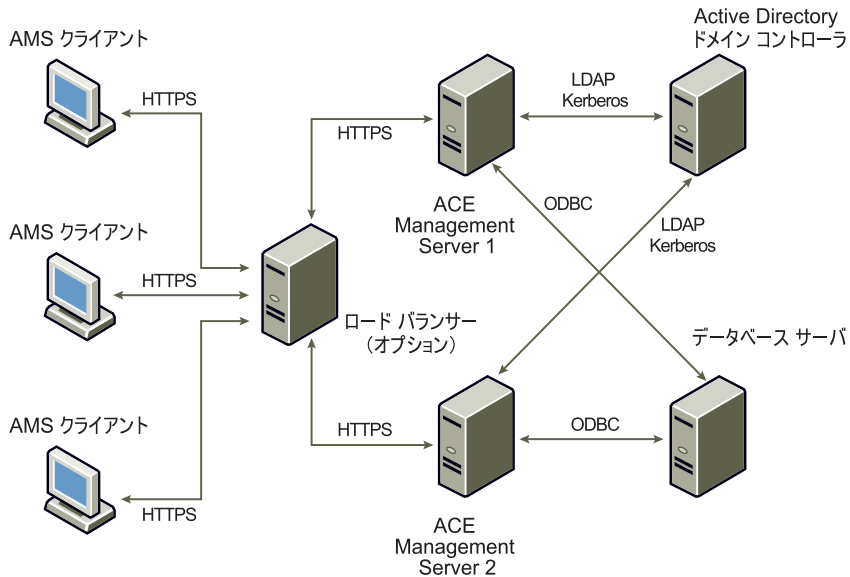 AMS クライアント
HTTPS
AMS クライアント
HTTPS
AMS クライアント
HTTPS
ロード バランサー
（オプション）
HTTPS
HTTPS
ACE
Management
Server 1
ACE
Management
Server 2
LDAP
Kerberos
ODBC
LDAP
Kerberos
ODBC
Active Directory
ドメイン コントローラ
データベース サーバ